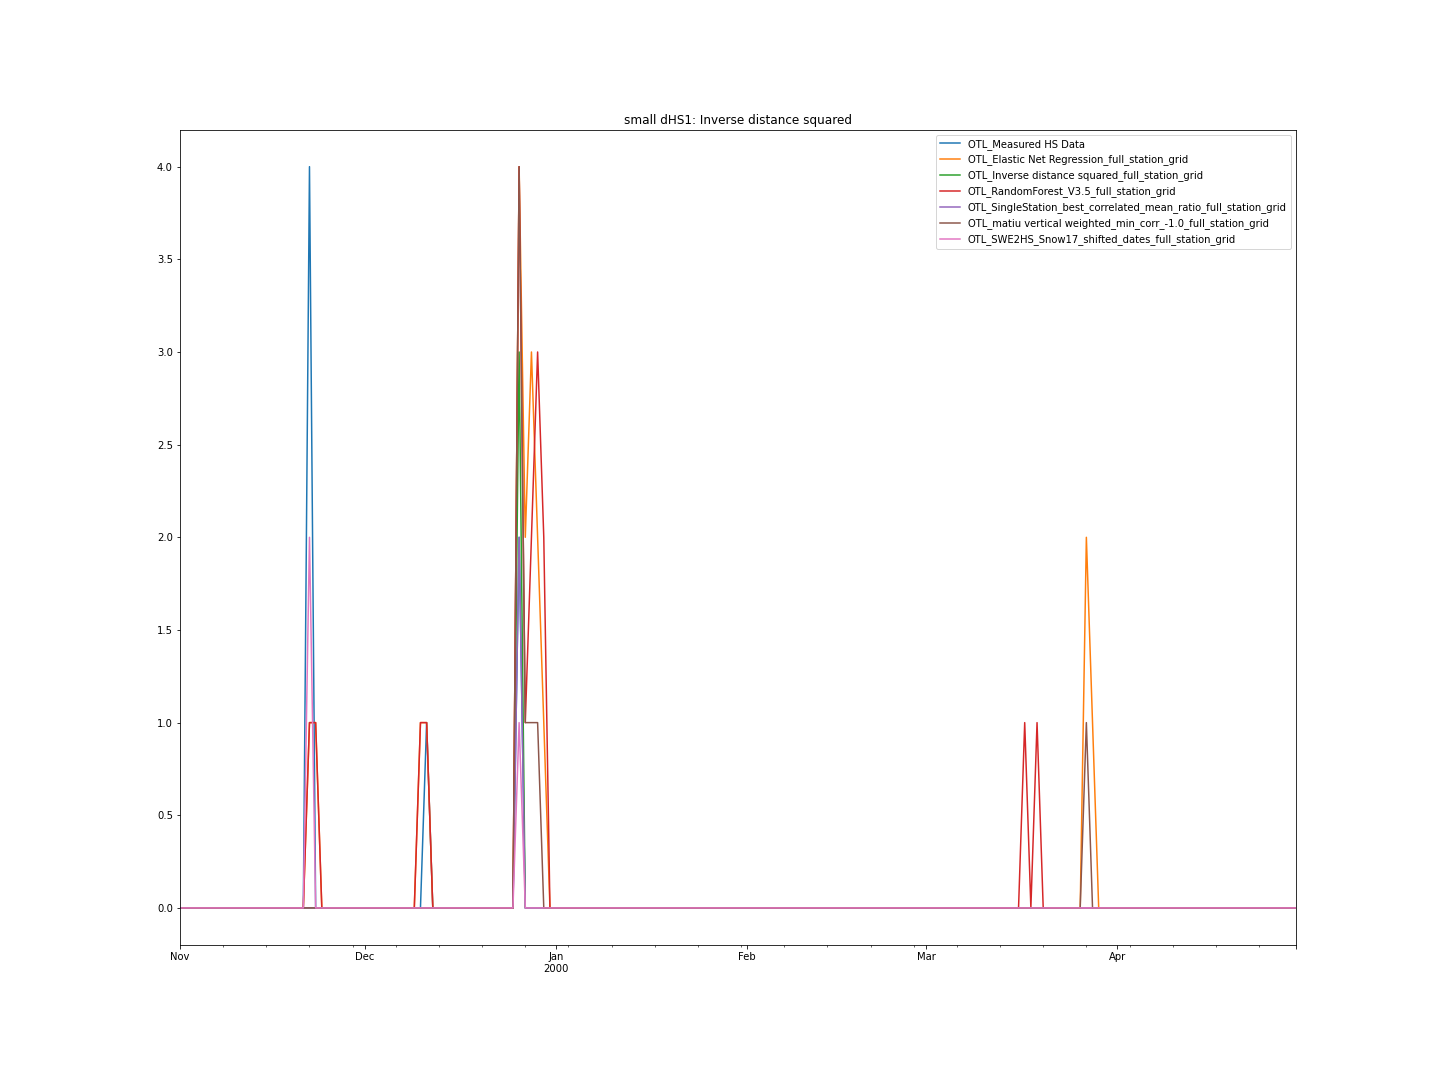 small dHS1: Inverse distance squared
OTL_Measured HS Data
OTL_Elastic Net Regression_full_station_grid
OTL_Inverse distance squared_full_station_grid
OTL_RandomForest_V3.5_full_station_grid
OTL_SingleStation_best_correlated_mean_ratio_full_station_grid
OTL_matiu vertical weighted_min_corr_-1.0_full_station_grid
OTL_SWE2HS_Snow17_shifted_dates_full_station_grid
4.0
3.5
3.0
2.5
2.0
1.5
1.0
0.5
0.0
Nov Dec Jan Feb Mar Apr
2000